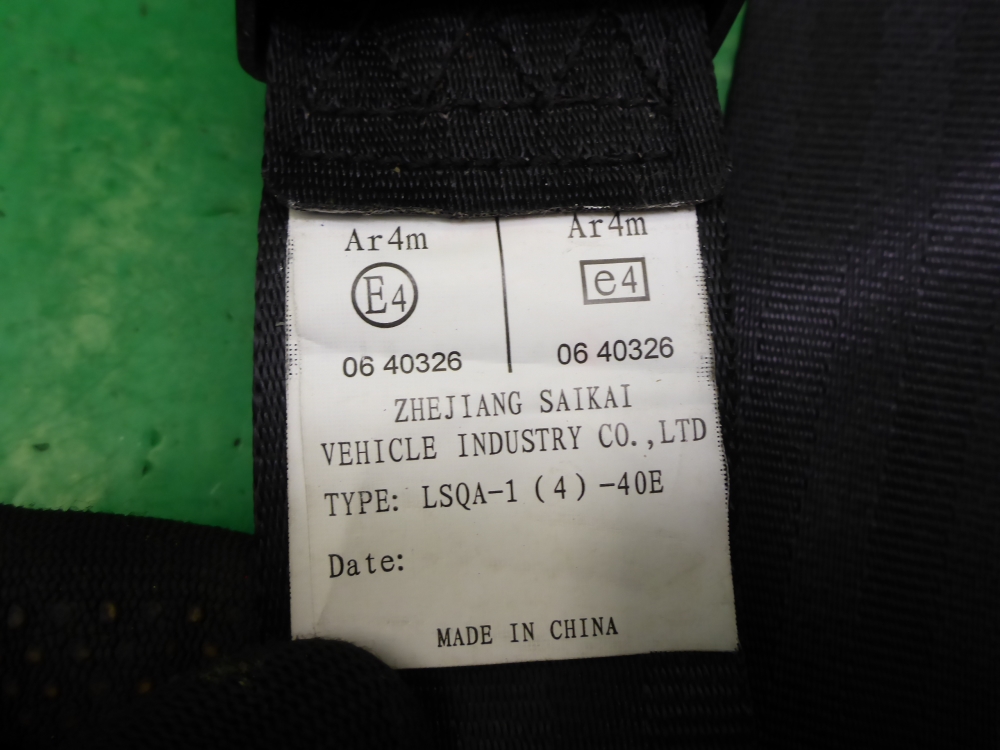 Ar4m Ar4m
E4 e4
06 40326 06 40326
ZHEJIANG SAIKAI
VEHICLE INDUSTRY CO.,LTD
TYPE: LSQA-1(4)-40E
Date:
MADE IN CHINA